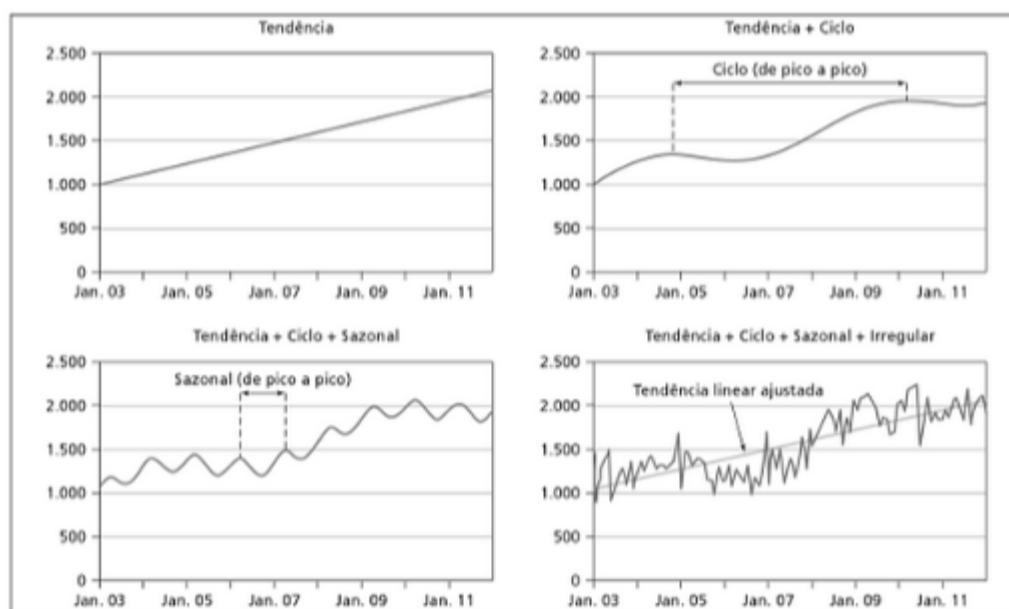 Tendência
2.500
2.000
1.500
1.000
500
0
Jan. 03 Jan. 05 Jan. 07 Jan. 09 Jan. 11
Tendência + Ciclo
2.500
Ciclo (de pico a pico)
2.000
1.500
1.000
500
0
Jan. 03 Jan. 05 Jan. 07 Jan. 09 Jan. 11
Tendência + Ciclo + Sazonal
2.500
Sazonal (de pico a pico)
2.000
1.500
1.000
500
0
Jan. 03 Jan. 05 Jan. 07 Jan. 09 Jan. 11
Tendência + Ciclo + Sazonal + Irregular
2.500
Tendência linear ajustada
2.000
1.500
1.000
500
0
Jan. 03 Jan. 05 Jan. 07 Jan. 09 Jan. 11